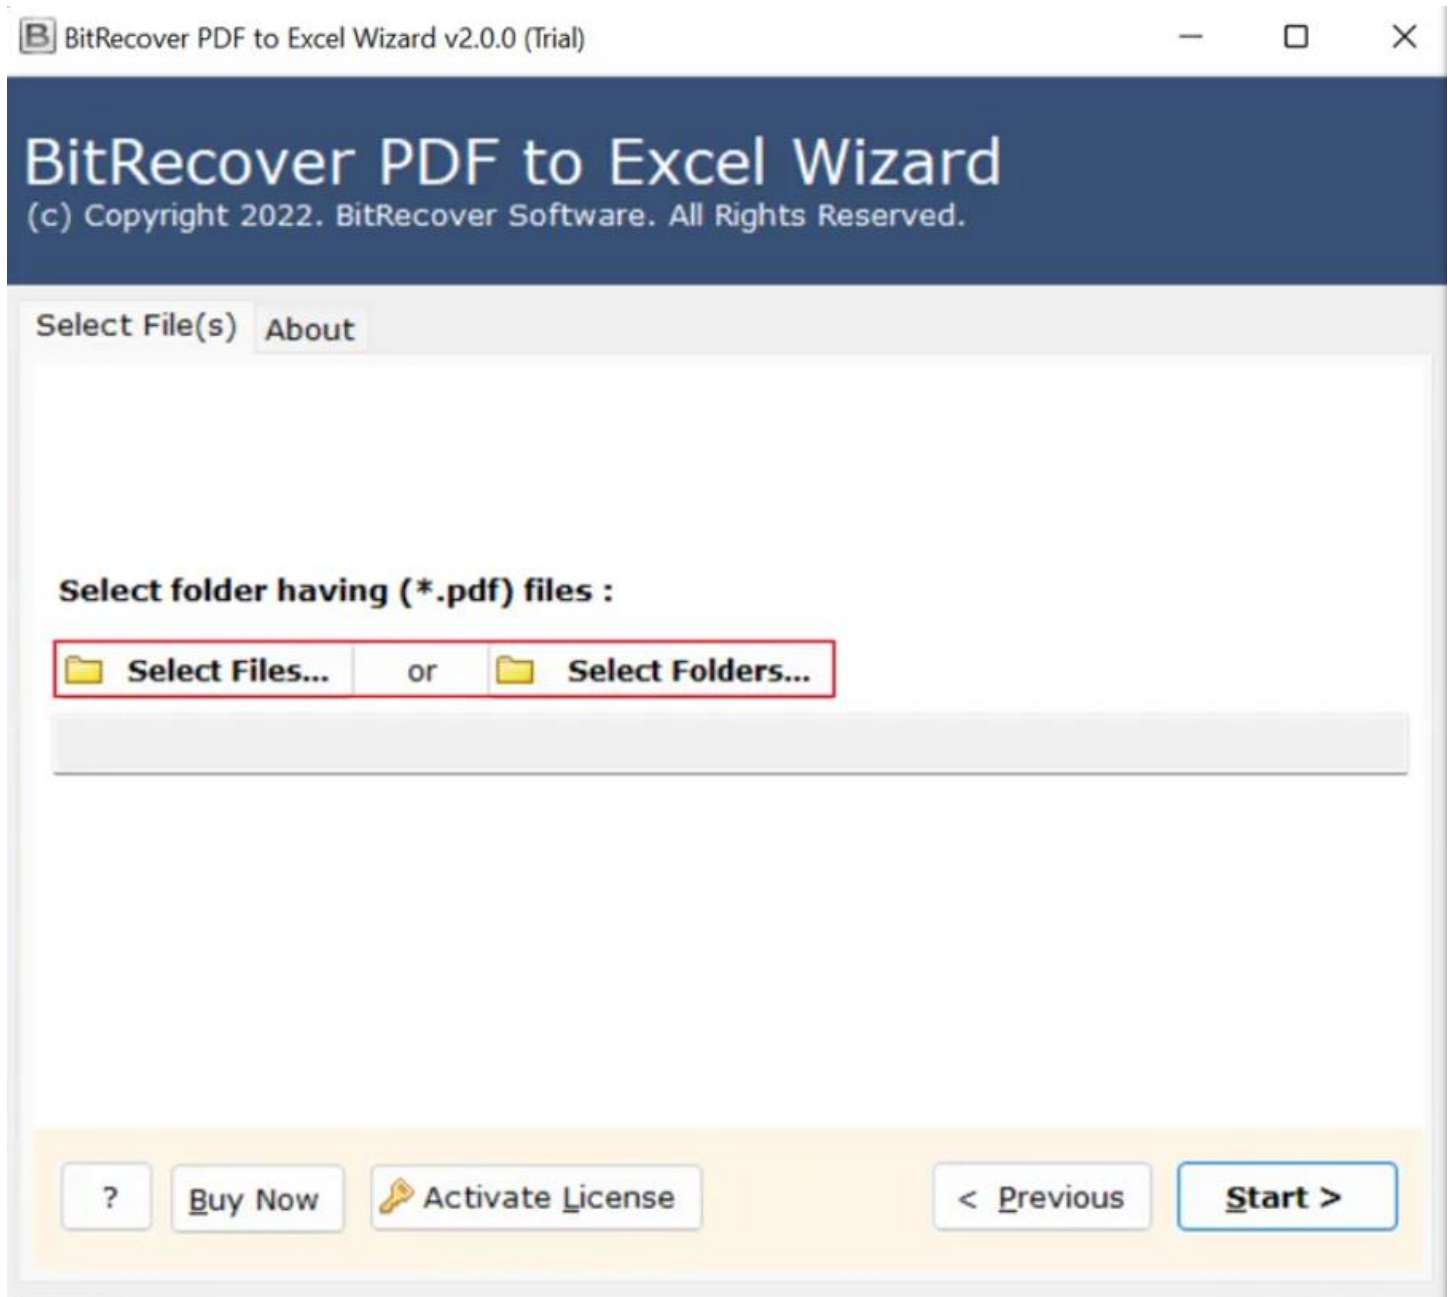 B BitRecover PDF to Excel Wizard v2.0.0 (Trial)
BitRecover PDF to Excel Wizard
(c) Copyright 2022. BitRecover Software. All Rights Reserved.
Select File(s) About
Select folder having (*.pdf) files :
Select Files... or Select Folders...
? Buy Now Activate License < Previous Start >